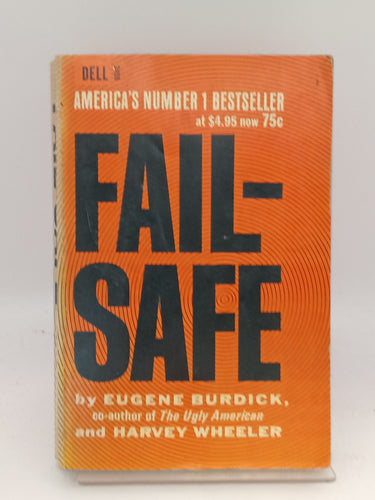 DELL
AMERICA'S NUMBER 1 BESTSELLER
at $4.95 now 75c
FAIL-
SAFE
by EUGENE BURDICK,
co-author of The Ugly American
and HARVEY WHEELER